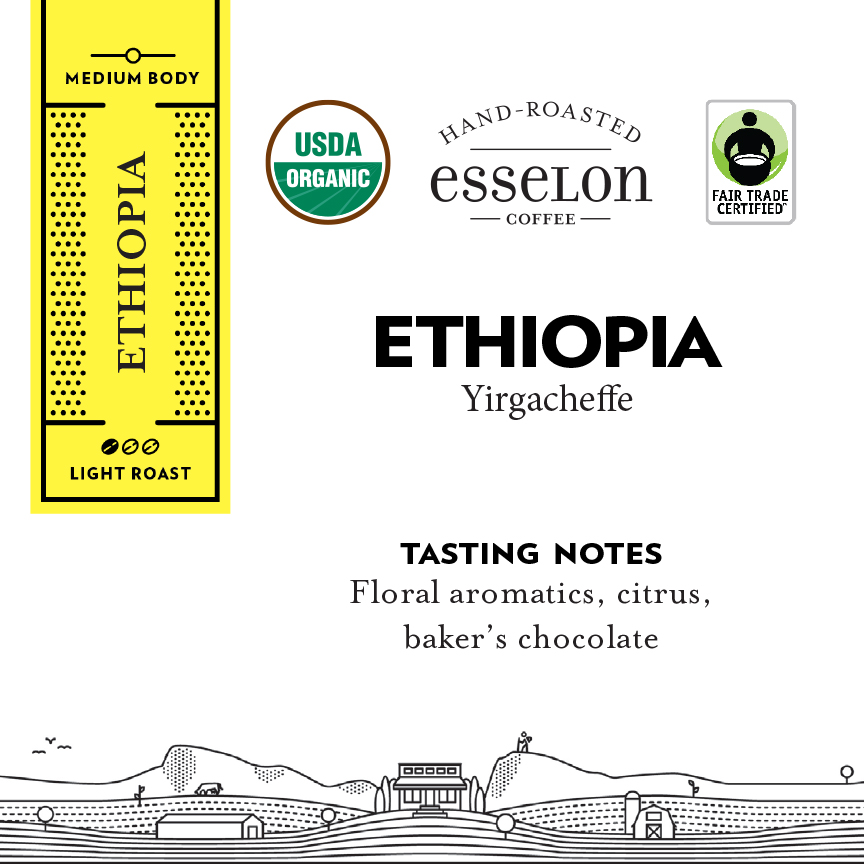 MEDIUM BODY
ETHIOPIA
LIGHT ROAST
USDA
ORGANIC
HAND-ROASTED
esseLon
COFFEE
FAIR TRADE
CERTIFIED™
ETHIOPIA
Yirgacheffe
TASTING NOTES
Floral aromatics, citrus,
baker’s chocolate